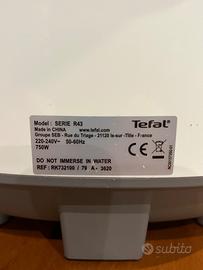 Model : SERIE R43
Tefal®
Made in CHINA
www.tefal.com
Groupe SEB - Rue du Triage - 21120 Is-sur -Tille - France
220-240V~ 50-60Hz
750W
DO NOT IMMERSE IN WATER
REF : RK732100 / 79 A - 3620
CE
subito